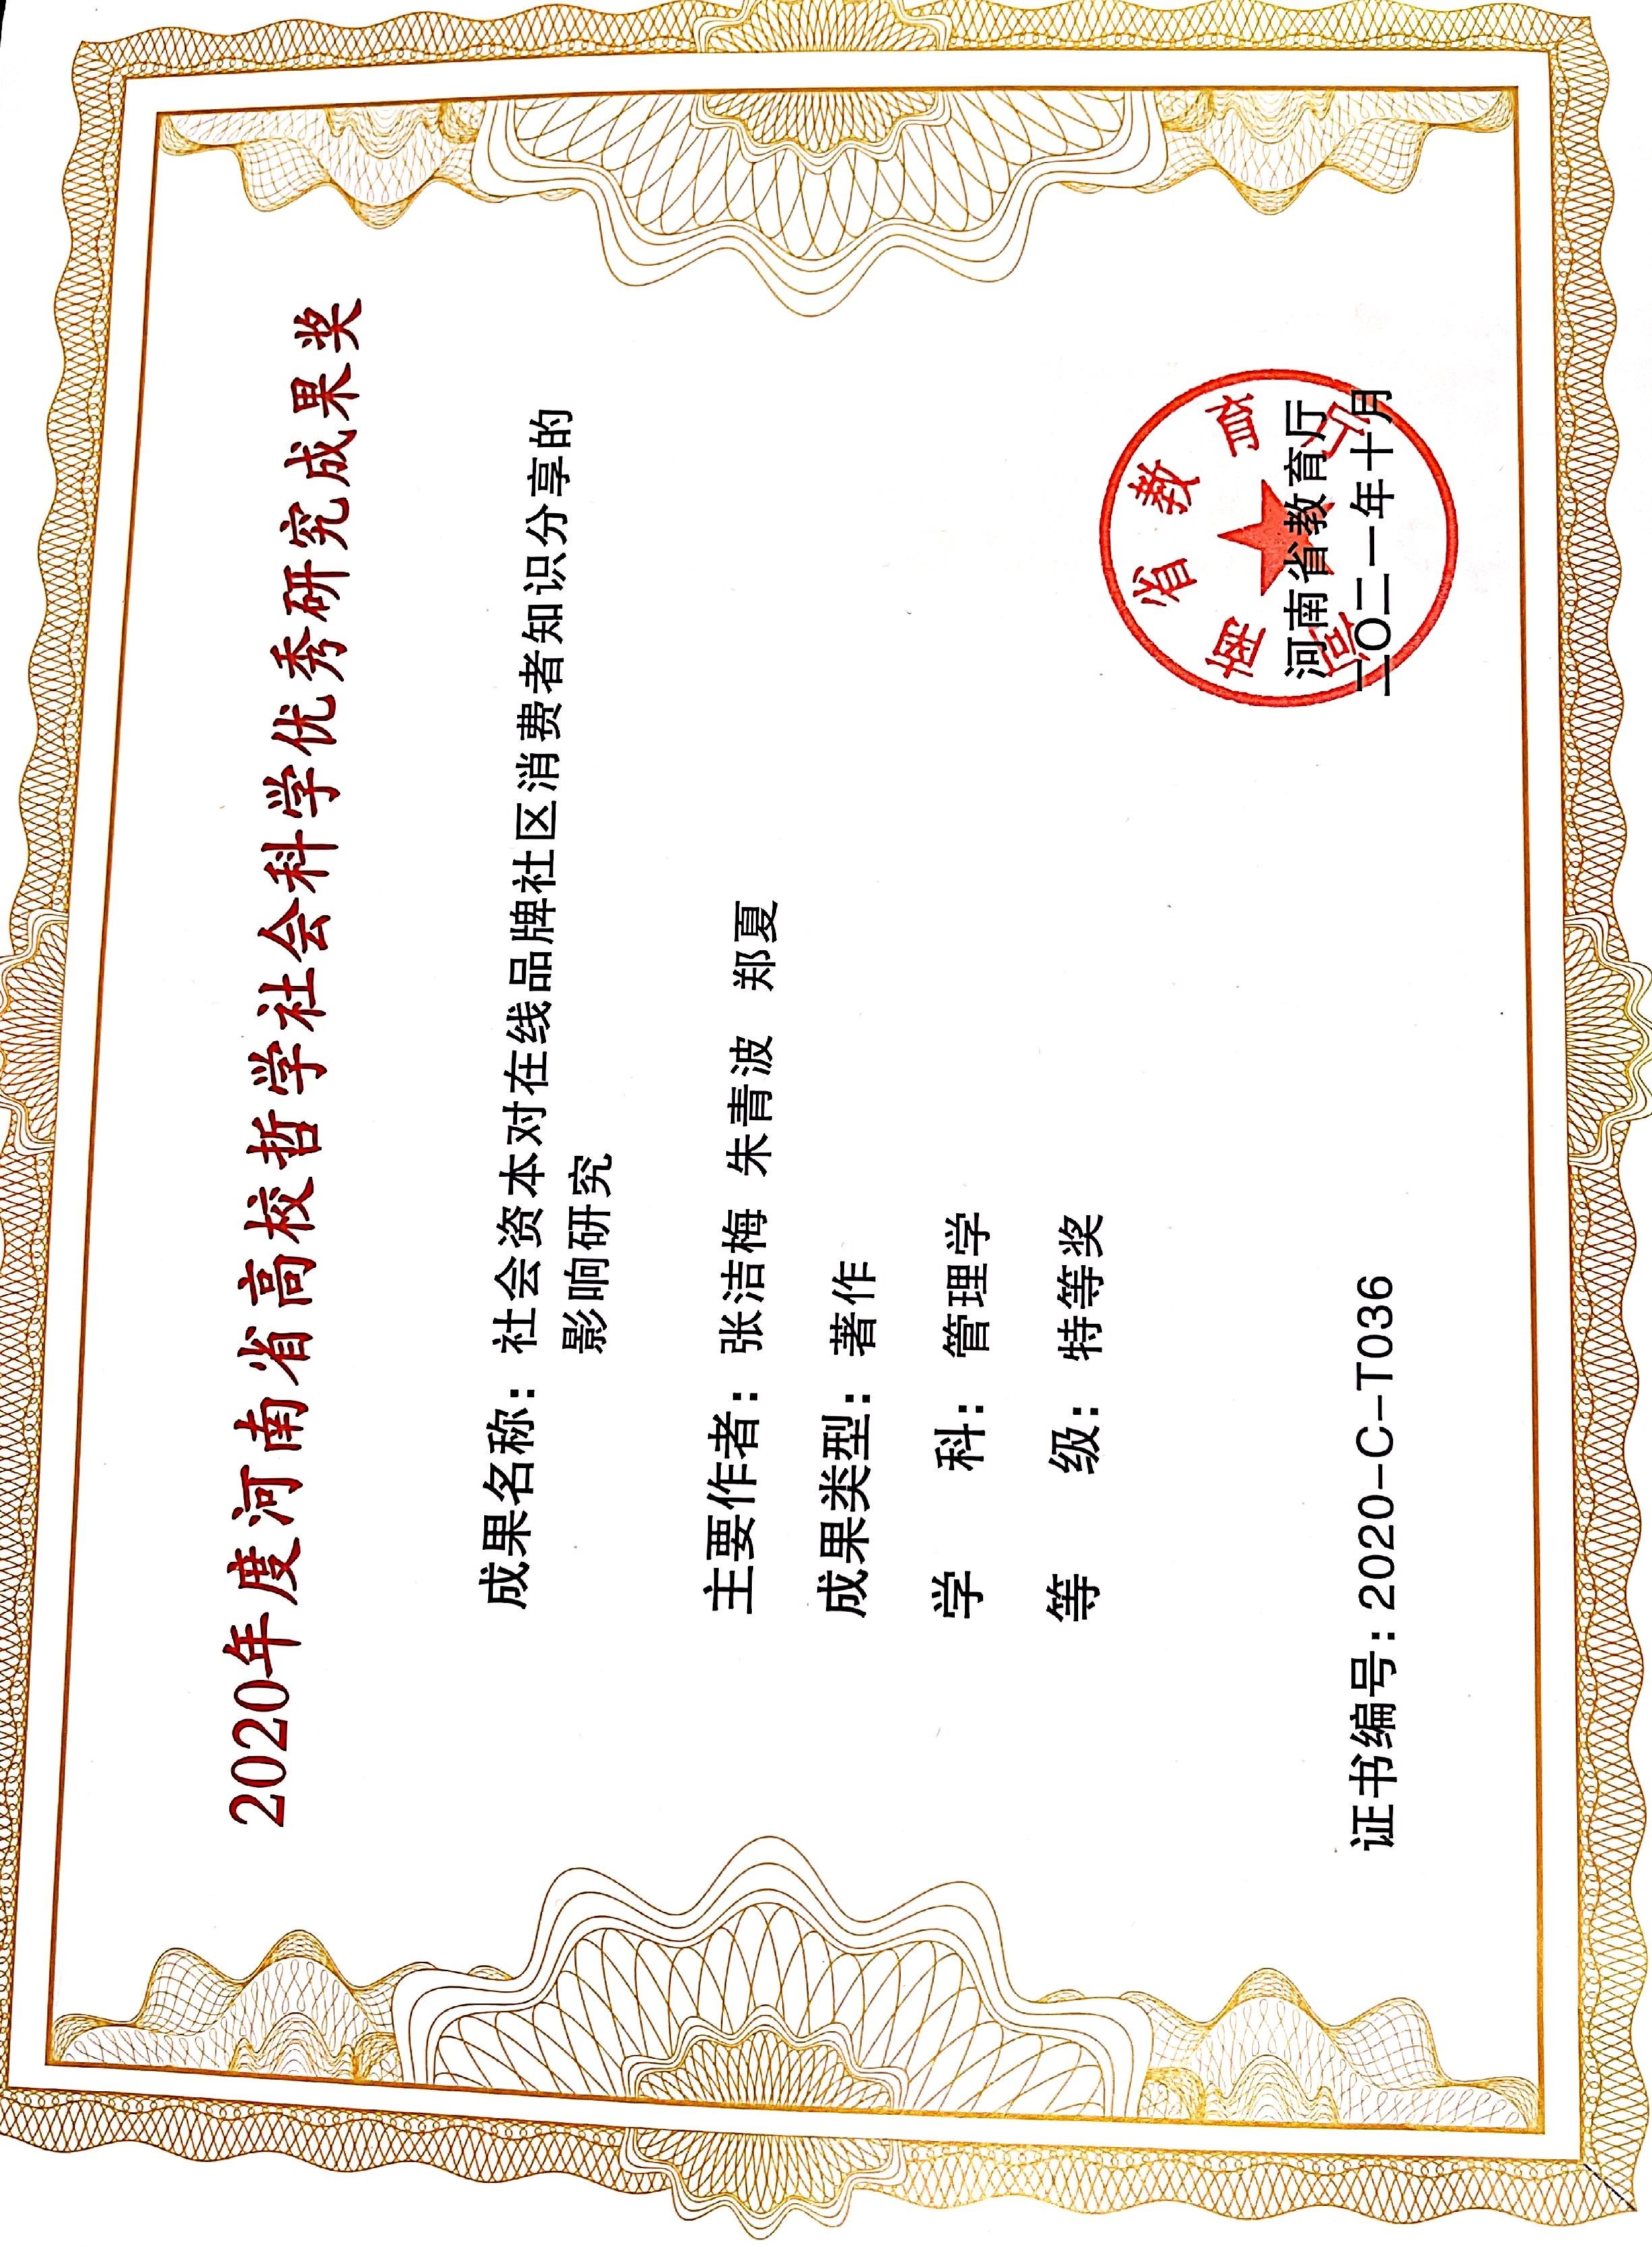 2020年度河南省高校哲学社会科学优秀研究成果奖
成果名称：社会资本对在线品牌社区消费者知识分享的
影响研究
主要作者：张洁梅 朱青波 郑夏
成果类型：著作
学 科：管理学
等 级：特等奖
河南省教育厅
河南省教育厅
二〇二一年十月
证书编号：2020-C-T036